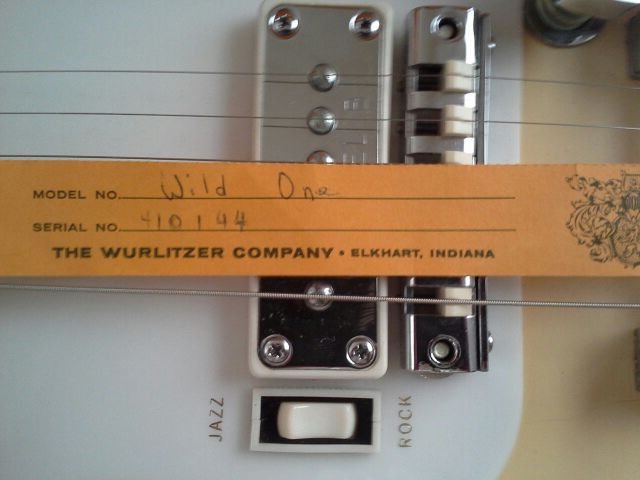 MODEL NO. Wild One
SERIAL NO. 410144
THE WURLITZER COMPANY • ELKHART, INDIANA
JAZZ
ROCK